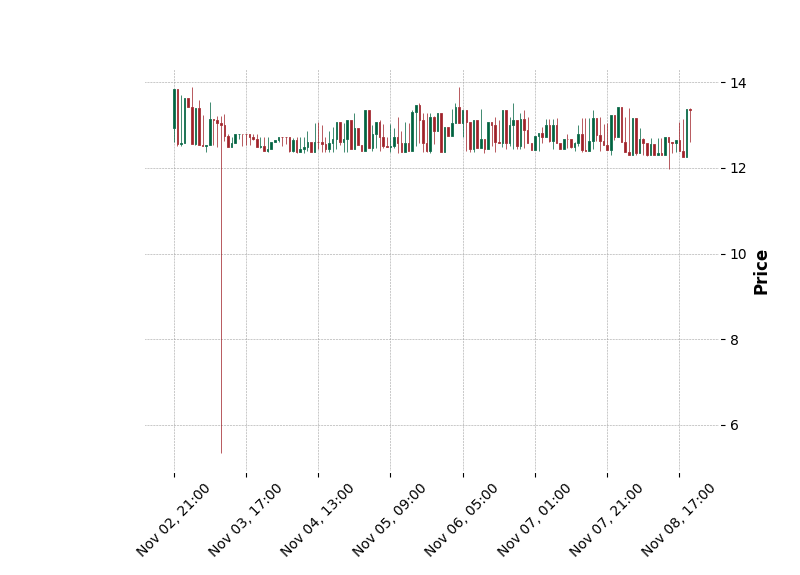 14
12
10
8
6
Price
Nov 02, 21:00
Nov 03, 17:00
Nov 04, 13:00
Nov 05, 09:00
Nov 06, 05:00
Nov 07, 01:00
Nov 07, 21:00
Nov 08, 17:00